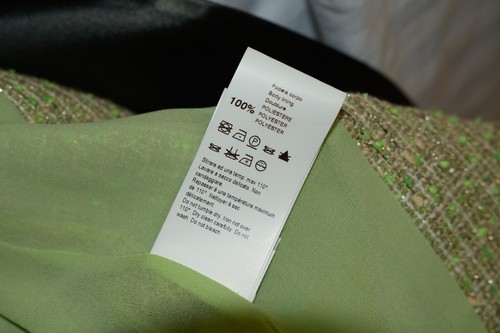 Fodera corpo
Body lining
Doublure
100% POLIESTERE
POLYESTER
POLYESTER
P
Stirare ad una temp. max 110°.
Lavare a secco delicato. Non
candeggiare.
Repasser à une température maximum
de 110°. Nettoyer à sec
délicatement.
Do not tumble dry. Iron not over
110°. Dry clean carefully. Do not
wash. Do not bleach.